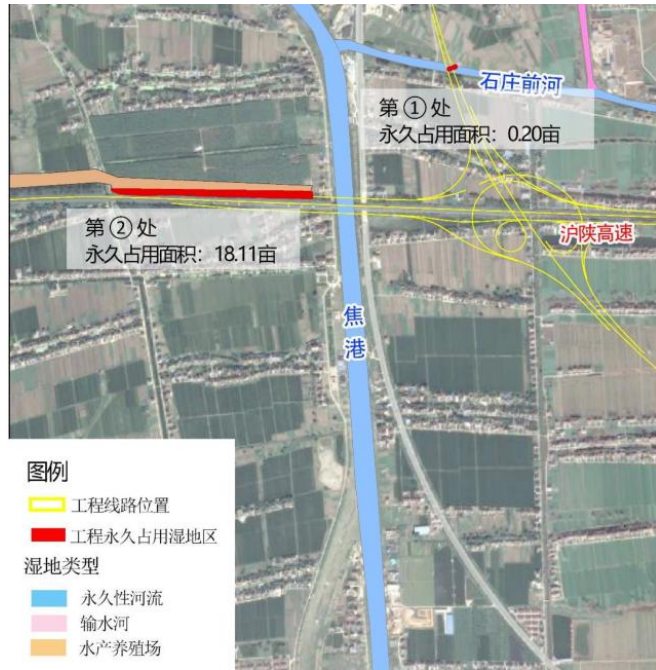 石庄前河
第 ① 处
永久占用面积：0.20亩
第 ② 处
永久占用面积：18.11亩
沪陕高速
焦港
图例
工程线路位置
工程永久占用湿地区
湿地类型
永久性河流
输水河
水产养殖场